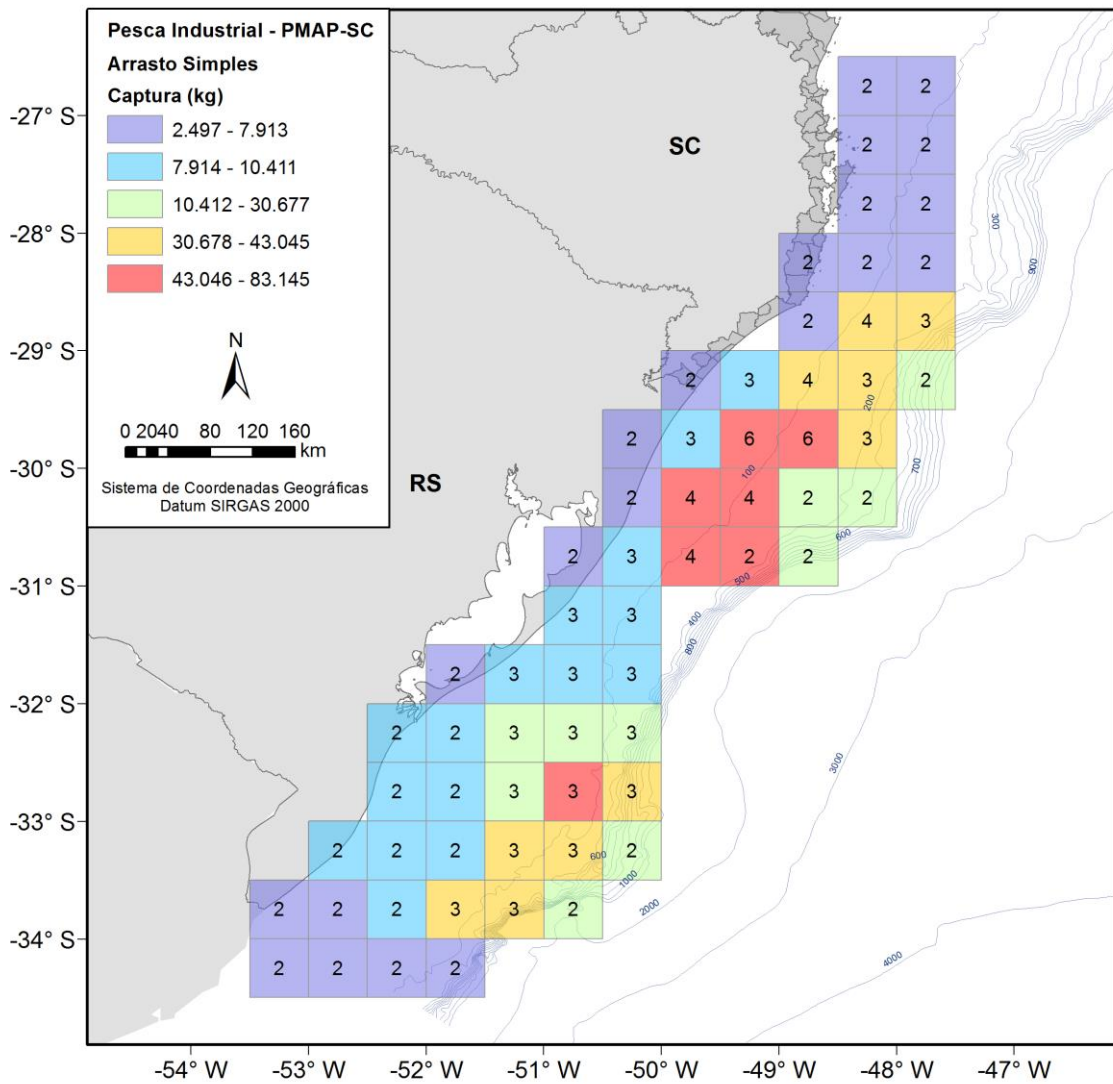 Pesca Industrial - PMAP-SC
Arrasto Simples
Captura (kg)
2.497 - 7.913
7.914 - 10.411
10.412 - 30.677
30.678 - 43.045
43.046 - 83.145
N
0 2040 80 120 160
km
Sistema de Coordenadas Geográficas
Datum SIRGAS 2000
SC
RS
-27° S
-28° S
-29° S
-30° S
-31° S
-32° S
-33° S
-34° S
2 2
2 2
2 2
2 2 2
2 4 3
2 3 4 3 2
2 3 6 6 3
2 4 4 2 2
2 3 4 2 2
3 3
2 3 3 3
2 2 3 3 3
2 2 3 3 3
2 2 2 3 3 2
2 2 2 3 3 2
2 2 2 2
300
900
200
700
100
600
500
400
800
3000
600
1000
2000
4000
-54° W -53° W -52° W -51° W -50° W -49° W -48° W -47° W